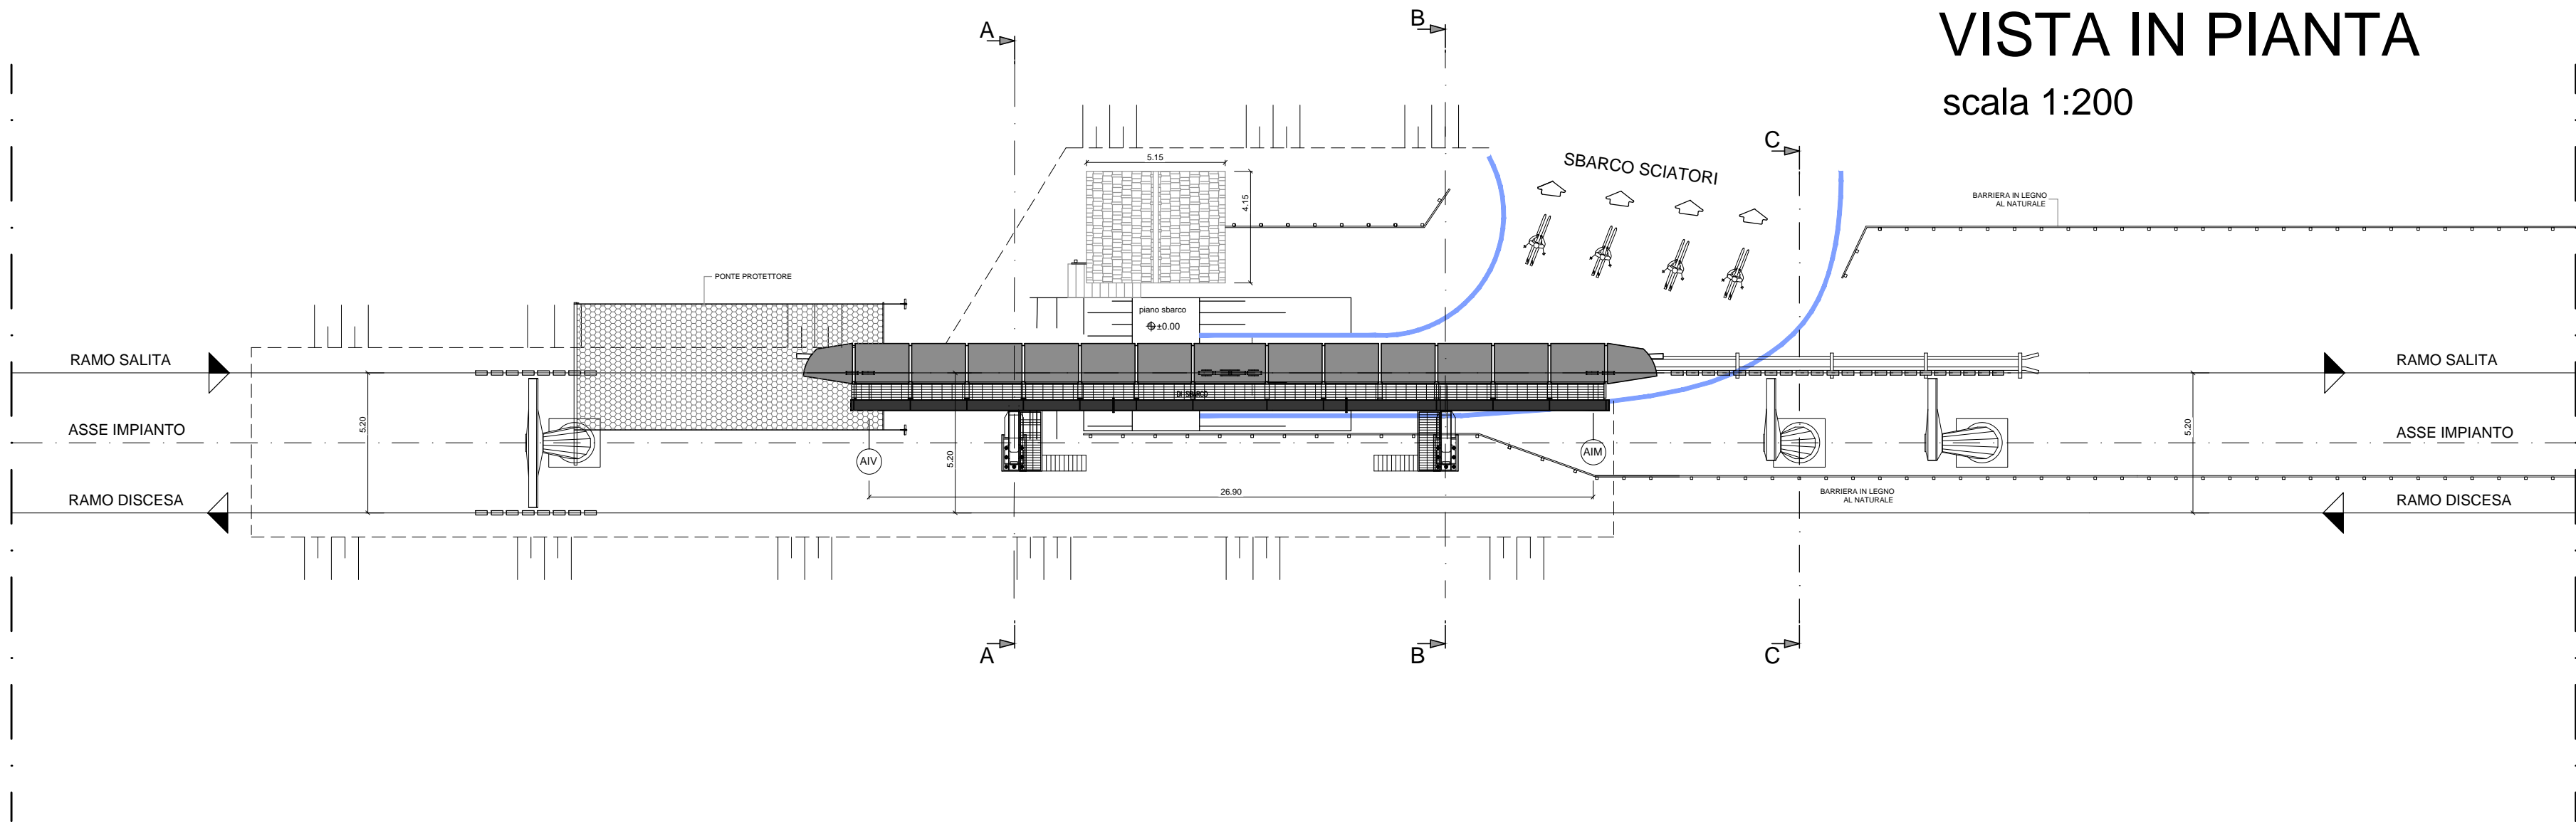 VISTA IN PIANTA
scala 1:200
A
B
C
SBARCO SCIATORI
5.15
4.15
BARRIERA IN LEGNO
AL NATURALE
PONTE PROTETTORE
piano sbarco
±0.00
RAMO SALITA
RAMO SALITA
DI SBARCO
5.20
5.20
5.20
ASSE IMPIANTO
ASSE IMPIANTO
AIV
AIM
26.90
BARRIERA IN LEGNO
AL NATURALE
RAMO DISCESA
RAMO DISCESA
A
B
C